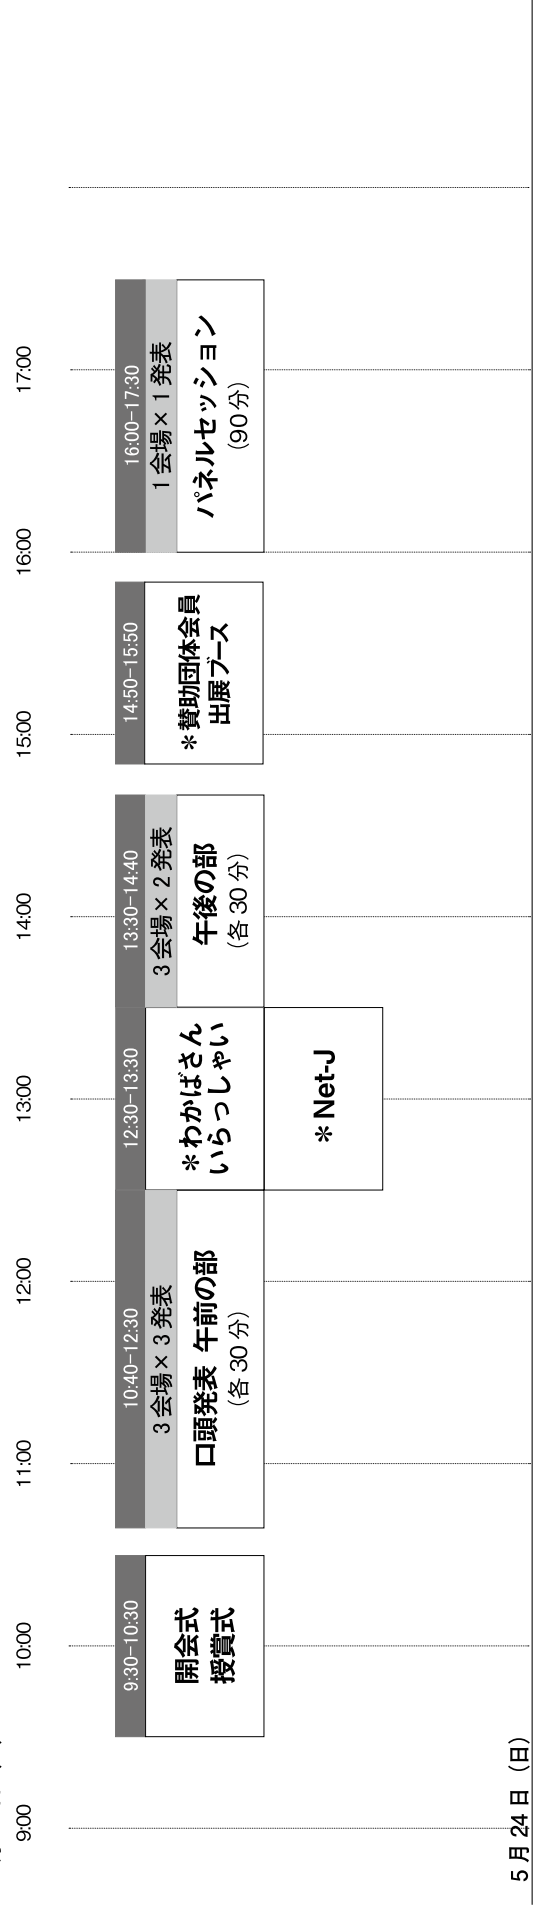 9:00
10:00
11:00
12:00
13:00
14:00
15:00
16:00
17:00
9:30−10:30
開会式
授賞式
10:40−12:30
3会場×3発表
口頭発表 午前の部
(各30分)
12:30−13:30
＊わかばさん
いらっしゃい
＊Net-J
13:30−14:40
3会場×2発表
午後の部
(各30分)
14:50−15:50
＊賛助団体会員
出展ブース
16:00−17:30
1会場×1発表
パネルセッション
(90分)
5月24日（日）